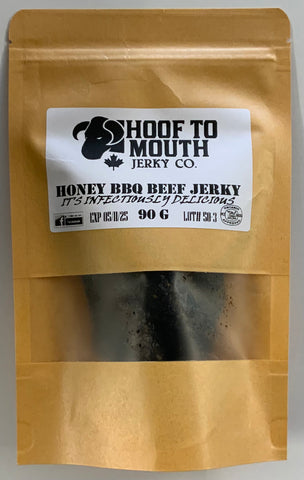 HOOF TO
MOUTH
JERKY CO.
HONEY BBQ BEEF JERKY
IT'S INFECTIOUSLY DELICIOUS
EXP 05/11/25 90 G LOT# SO 3